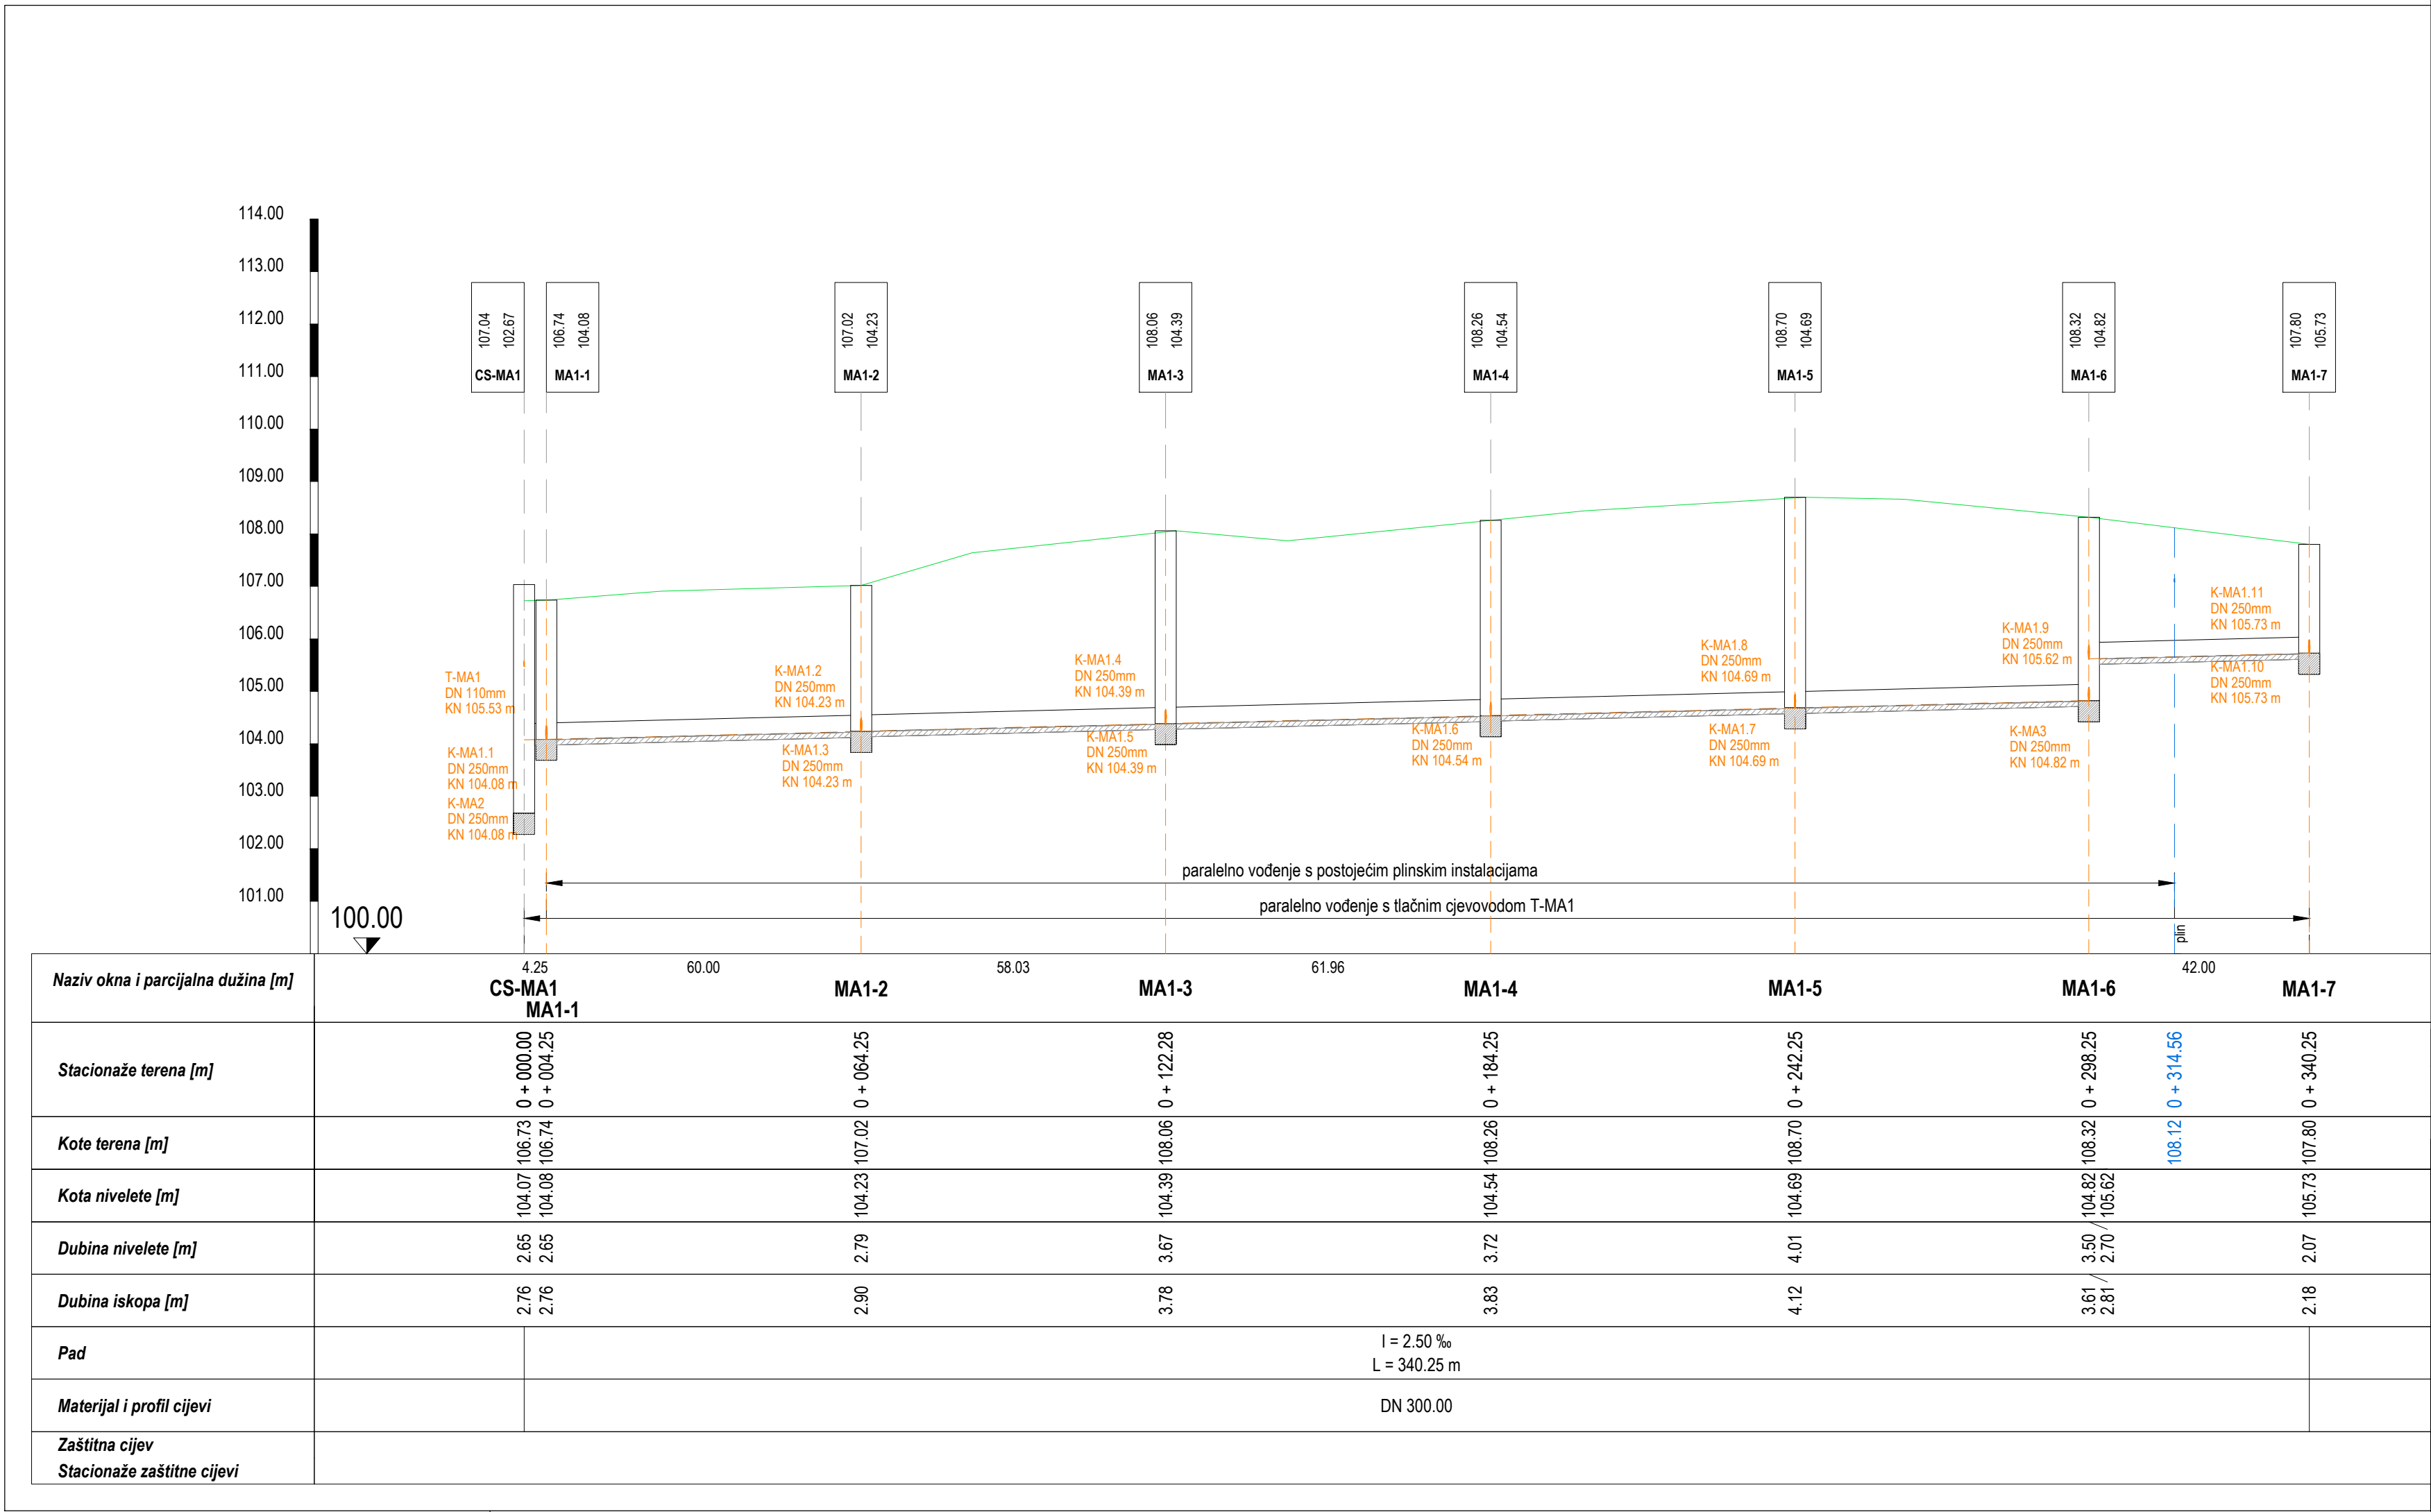 114.00
113.00
112.00
111.00
110.00
109.00
108.00
107.00
106.00
105.00
104.00
103.00
102.00
101.00
100.00
107.04
102.67
CS-MA1
106.74
104.08
MA1-1
107.02
104.23
MA1-2
108.06
104.39
MA1-3
108.26
104.54
MA1-4
108.70
104.69
MA1-5
108.32
104.82
MA1-6
107.80
105.73
MA1-7
T-MA1
DN 110mm
KN 105.53 m
K-MA1.1
DN 250mm
KN 104.08 m
K-MA2
DN 250mm
KN 104.08 m
K-MA1.2
DN 250mm
KN 104.23 m
K-MA1.3
DN 250mm
KN 104.23 m
K-MA1.4
DN 250mm
KN 104.39 m
K-MA1.5
DN 250mm
KN 104.39 m
K-MA1.6
DN 250mm
KN 104.54 m
K-MA1.8
DN 250mm
KN 104.69 m
K-MA1.7
DN 250mm
KN 104.69 m
K-MA1.9
DN 250mm
KN 105.62 m
K-MA3
DN 250mm
KN 104.82 m
K-MA1.11
DN 250mm
KN 105.73 m
K-MA1.10
DN 250mm
KN 105.73 m
paralelno vođenje s postojećim plinskim instalacijama
paralelno vođenje s tlačnim cjevovodom T-MA1
plin
Naziv okna i parcijalna dužina [m]
4.25 60.00 58.03 61.96 42.00
CS-MA1 MA1-2 MA1-3 MA1-4 MA1-5 MA1-6 MA1-7
MA1-1
Stacionaže terena [m]
0 + 000.00
0 + 004.25
0 + 064.25
0 + 122.28
0 + 184.25
0 + 242.25
0 + 298.25
0 + 314.56
0 + 340.25
Kote terena [m]
106.73
106.74
107.02
108.06
108.26
108.70
108.32
108.12
107.80
Kota nivelete [m]
104.07
104.08
104.23
104.39
104.54
104.69
104.82
105.62
105.73
Dubina nivelete [m]
2.65
2.65
2.79
3.67
3.72
4.01
3.50
2.70
2.07
Dubina iskopa [m]
2.76
2.76
2.90
3.78
3.83
4.12
3.61
2.81
2.18
Pad
I = 2.50 ‰
L = 340.25 m
Materijal i profil cijevi
DN 300.00
Zaštitna cijev
Stacionaže zaštitne cijevi